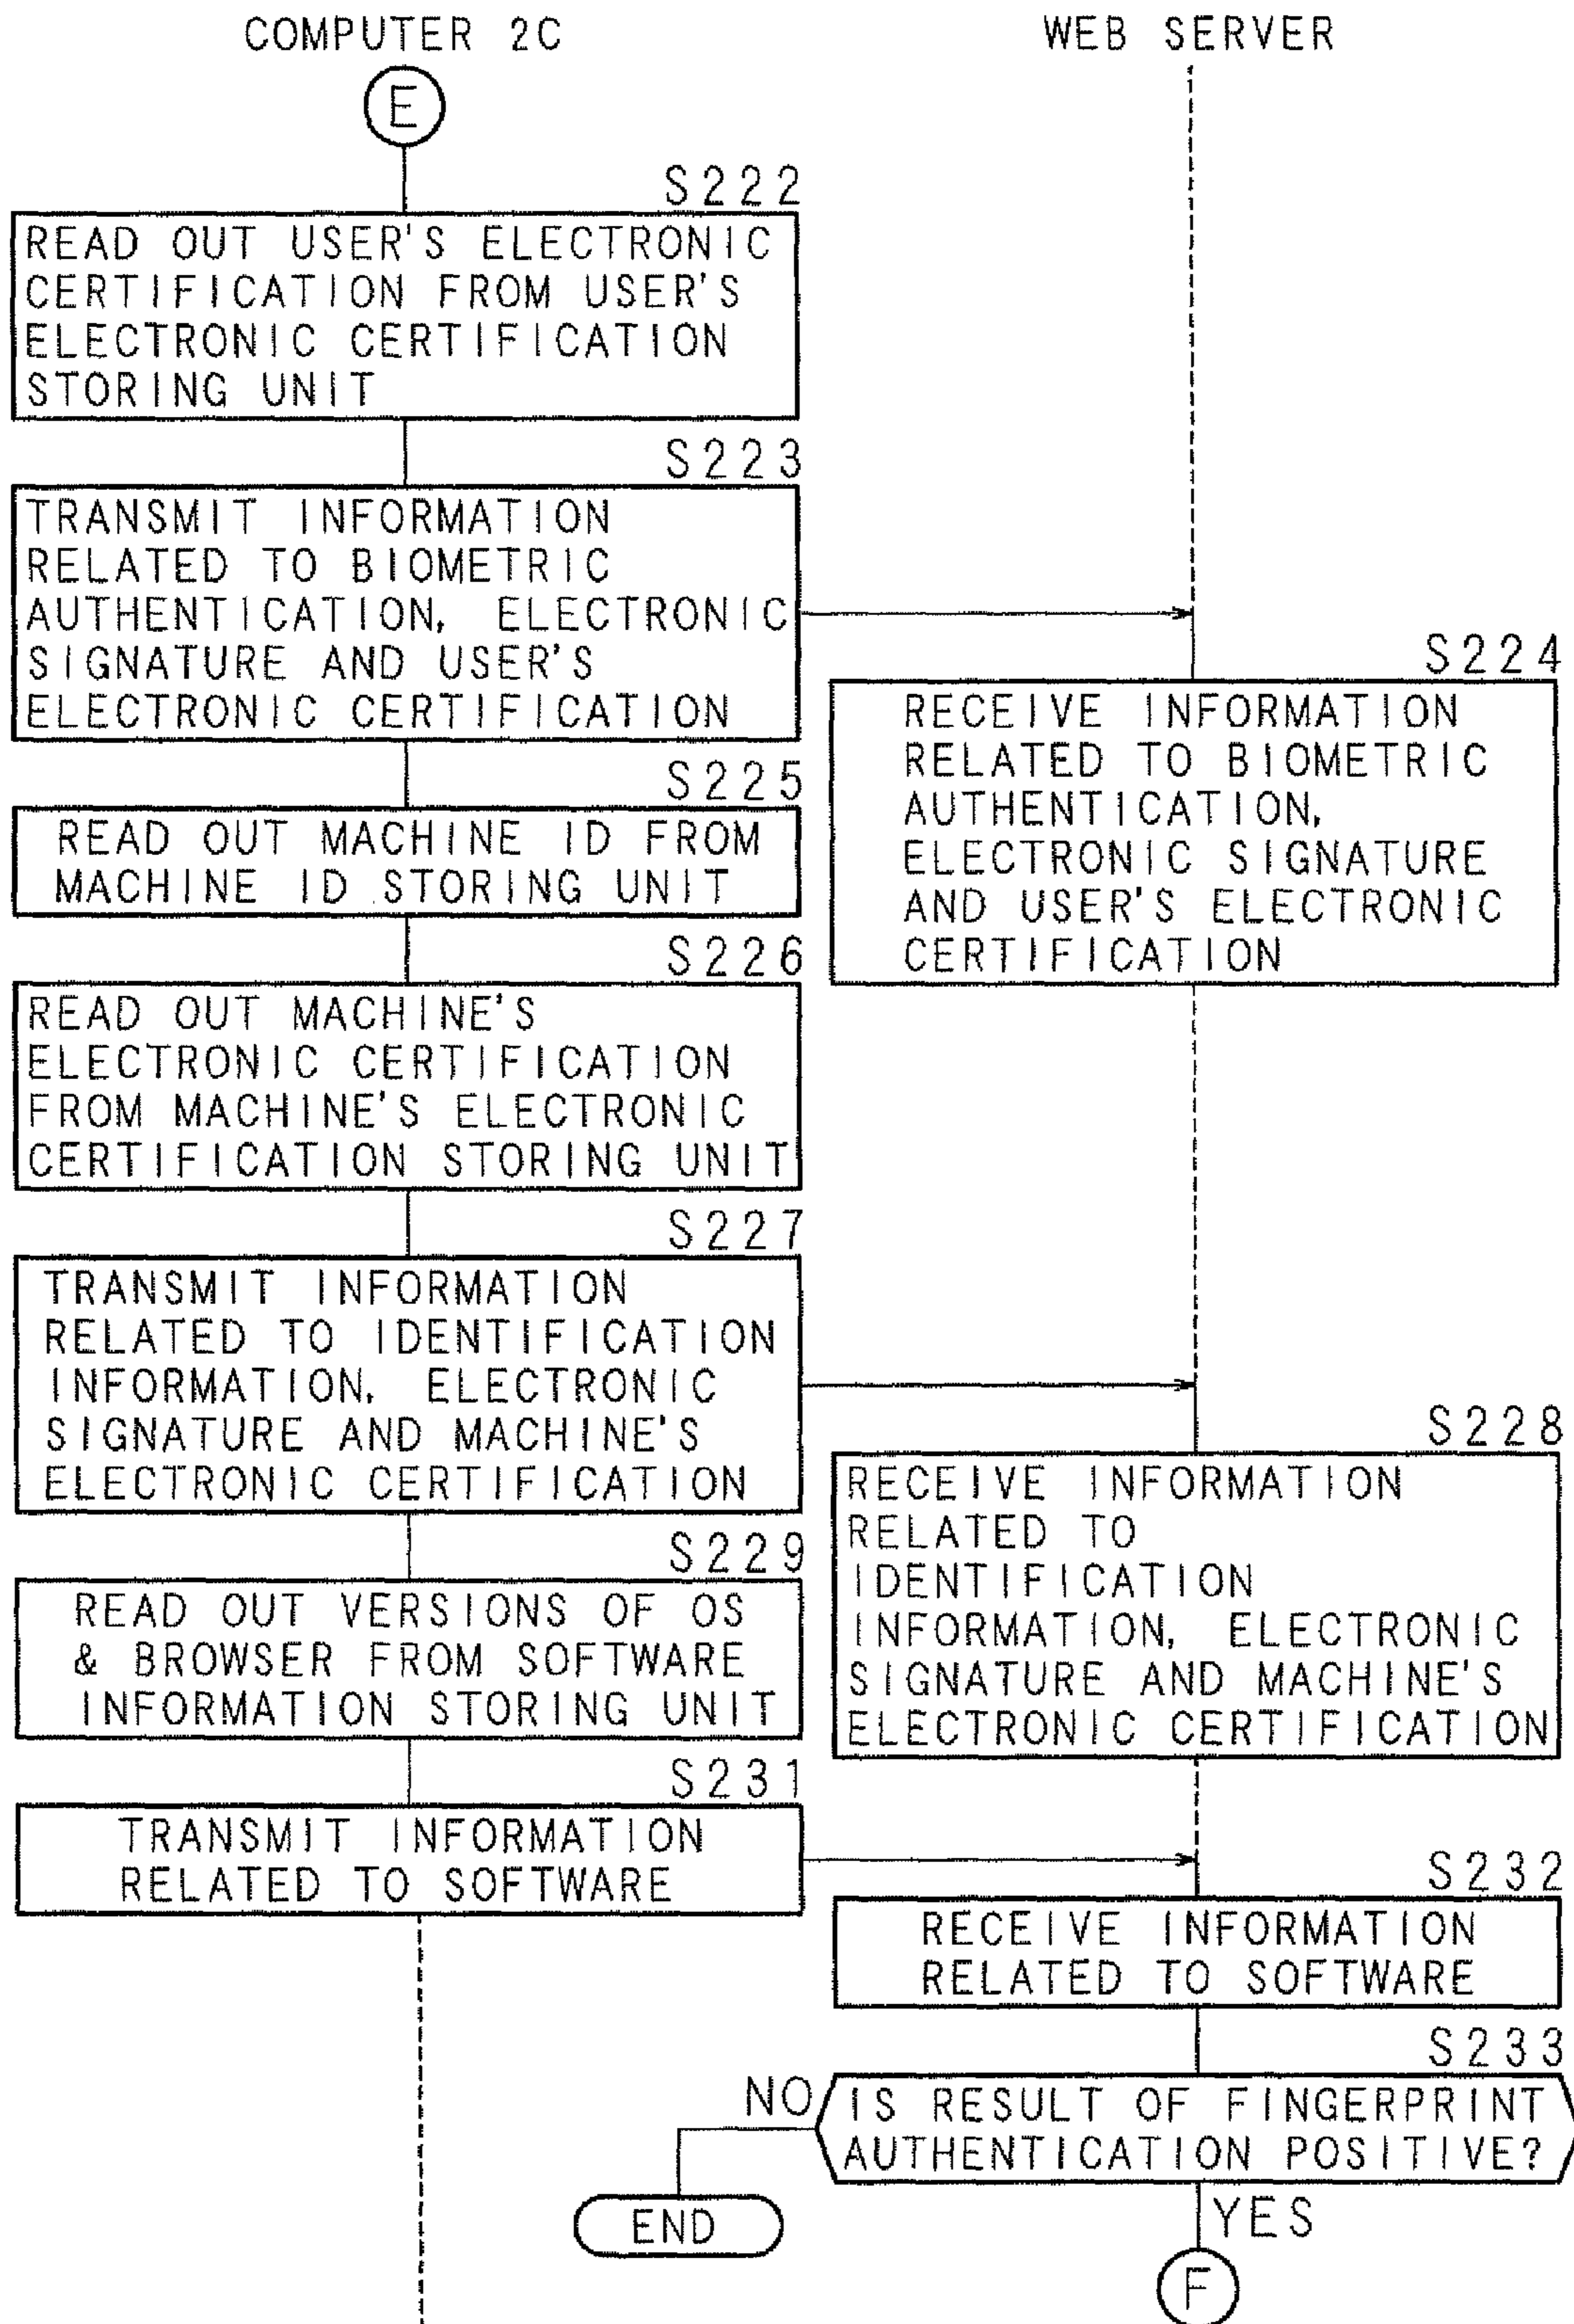 COMPUTER 2C
WEB SERVER
E
S222
READ OUT USER'S ELECTRONIC
CERTIFICATION FROM USER'S
ELECTRONIC CERTIFICATION
STORING UNIT
S223
TRANSMIT INFORMATION
RELATED TO BIOMETRIC
AUTHENTICATION, ELECTRONIC
SIGNATURE AND USER'S
ELECTRONIC CERTIFICATION
S224
RECEIVE INFORMATION
RELATED TO BIOMETRIC
AUTHENTICATION,
ELECTRONIC SIGNATURE
AND USER'S ELECTRONIC
CERTIFICATION
S225
READ OUT MACHINE ID FROM
MACHINE ID STORING UNIT
S226
READ OUT MACHINE'S
ELECTRONIC CERTIFICATION
FROM MACHINE'S ELECTRONIC
CERTIFICATION STORING UNIT
S227
TRANSMIT INFORMATION
RELATED TO IDENTIFICATION
INFORMATION, ELECTRONIC
SIGNATURE AND MACHINE'S
ELECTRONIC CERTIFICATION
S228
RECEIVE INFORMATION
RELATED TO
IDENTIFICATION
INFORMATION, ELECTRONIC
SIGNATURE AND MACHINE'S
ELECTRONIC CERTIFICATION
S229
READ OUT VERSIONS OF OS
& BROWSER FROM SOFTWARE
INFORMATION STORING UNIT
S231
TRANSMIT INFORMATION
RELATED TO SOFTWARE
S232
RECEIVE INFORMATION
RELATED TO SOFTWARE
S233
NO
IS RESULT OF FINGERPRINT
AUTHENTICATION POSITIVE?
END
YES
F